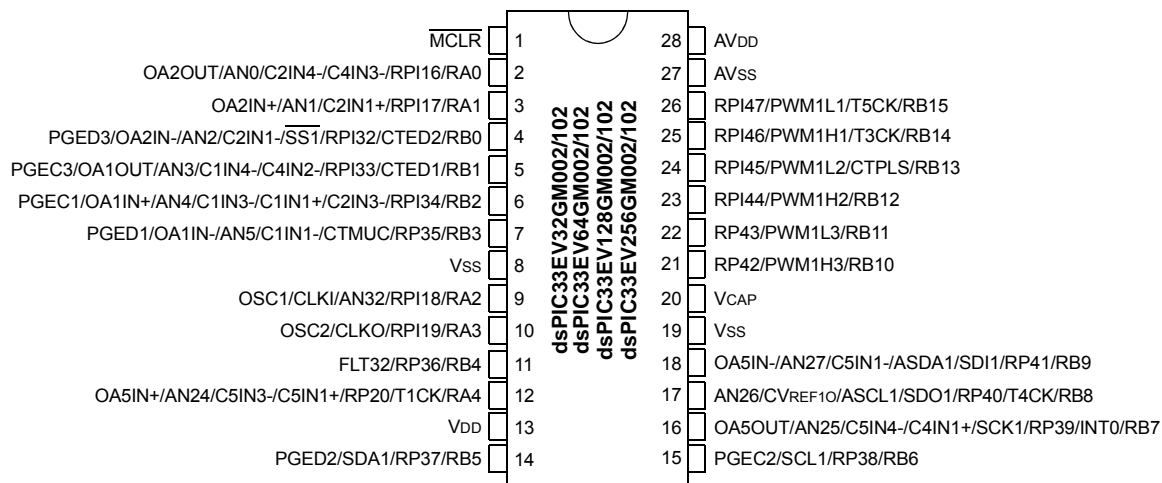 MCLR 1
OA2OUT/AN0/C2IN4-/C4IN3-/RPI16/RA0 2
OA2IN+/AN1/C2IN1+/RPI17/RA1 3
PGED3/OA2IN-/AN2/C2IN1-/SS1/RPI32/CTED2/RB0 4
PGEC3/OA1OUT/AN3/C1IN4-/C4IN2-/RPI33/CTED1/RB1 5
PGEC1/OA1IN+/AN4/C1IN3-/C1IN1+/C2IN3-/RPI34/RB2 6
PGED1/OA1IN-/AN5/C1IN1-/CTMUC/RP35/RB3 7
VSS 8
OSC1/CLKI/AN32/RPI18/RA2 9
OSC2/CLKO/RPI19/RA3 10
FLT32/RP36/RB4 11
OA5IN+/AN24/C5IN3-/C5IN1+/RP20/T1CK/RA4 12
VDD 13
PGED2/SDA1/RP37/RB5 14
dsPIC33EV32GM002/102
dsPIC33EV64GM002/102
dsPIC33EV128GM002/102
dsPIC33EV256GM002/102
28 AVDD
27 AVSS
26 RPI47/PWM1L1/T5CK/RB15
25 RPI46/PWM1H1/T3CK/RB14
24 RPI45/PWM1L2/CTPLS/RB13
23 RPI44/PWM1H2/RB12
22 RP43/PWM1L3/RB11
21 RP42/PWM1H3/RB10
20 VCAP
19 VSS
18 OA5IN-/AN27/C5IN1-/ASDA1/SDI1/RP41/RB9
17 AN26/CVREF1O/ASCL1/SDO1/RP40/T4CK/RB8
16 OA5OUT/AN25/C5IN4-/C4IN1+/SCK1/RP39/INT0/RB7
15 PGEC2/SCL1/RP38/RB6